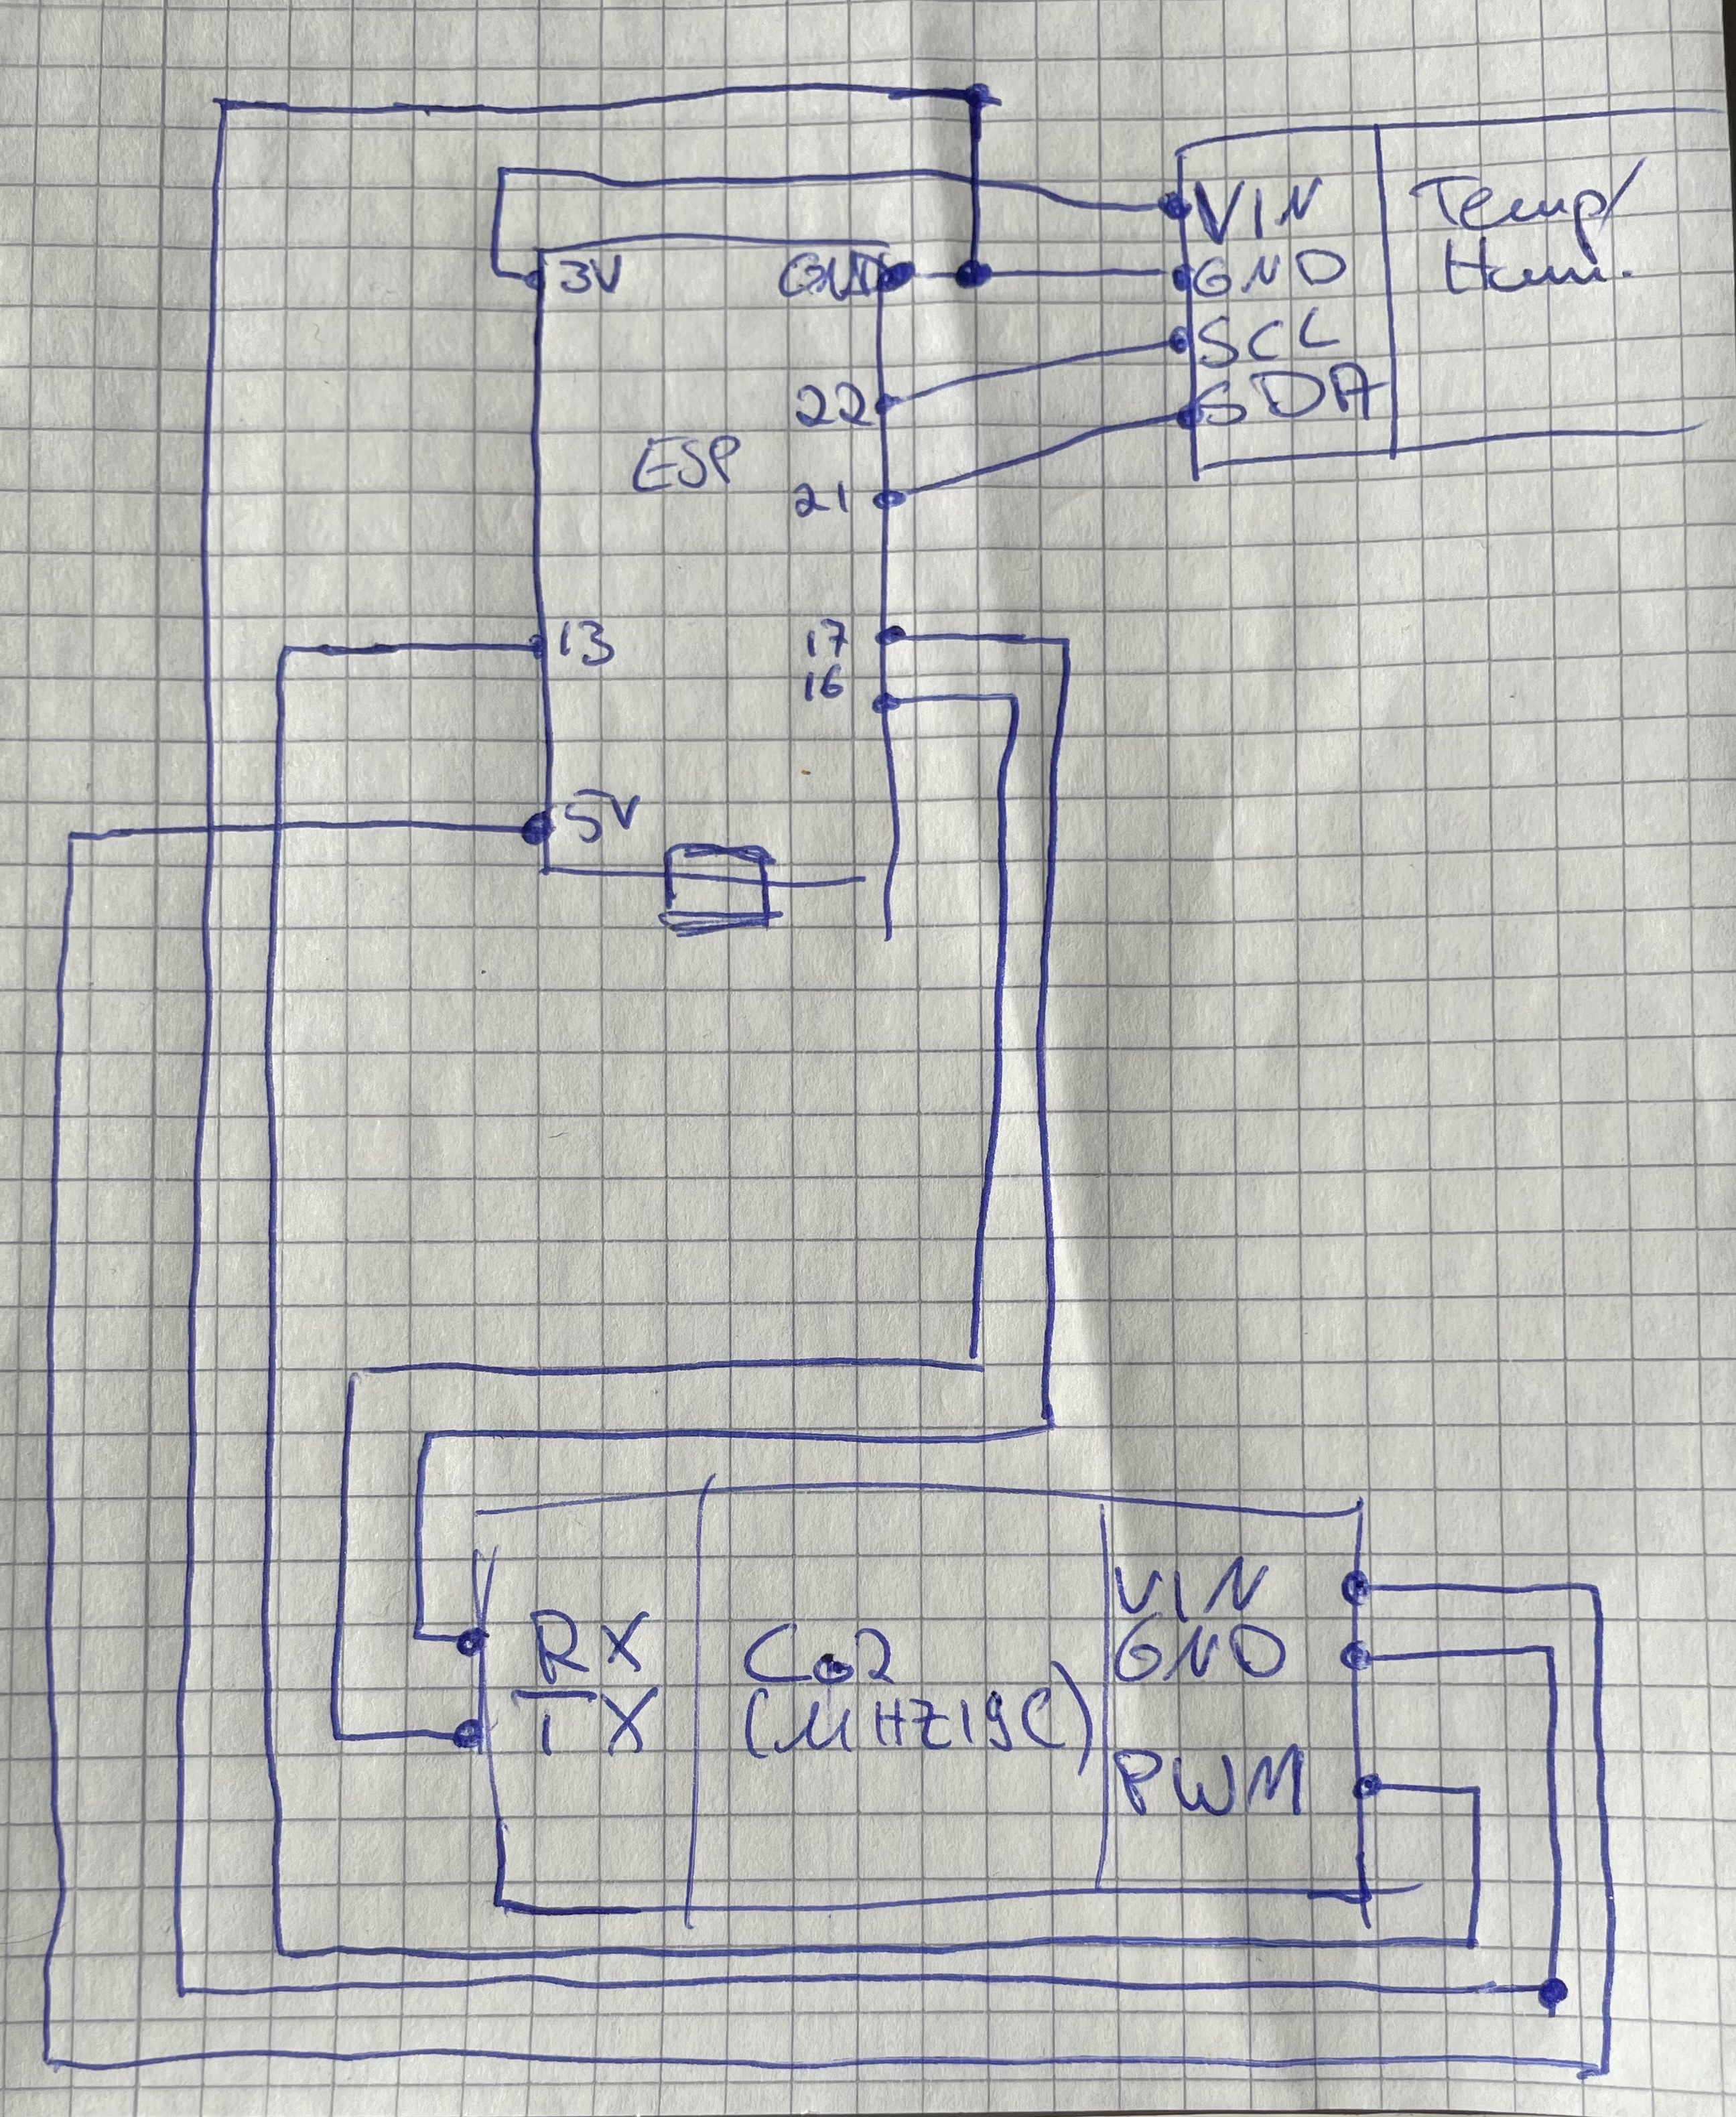 VIN
GND
SCL
SDA
Temp/
Hum.
3V
GND
22
ESP
21
13
17
16
5V
RX
TX
Co2
(MHZ19C)
VIN
GND
PWM